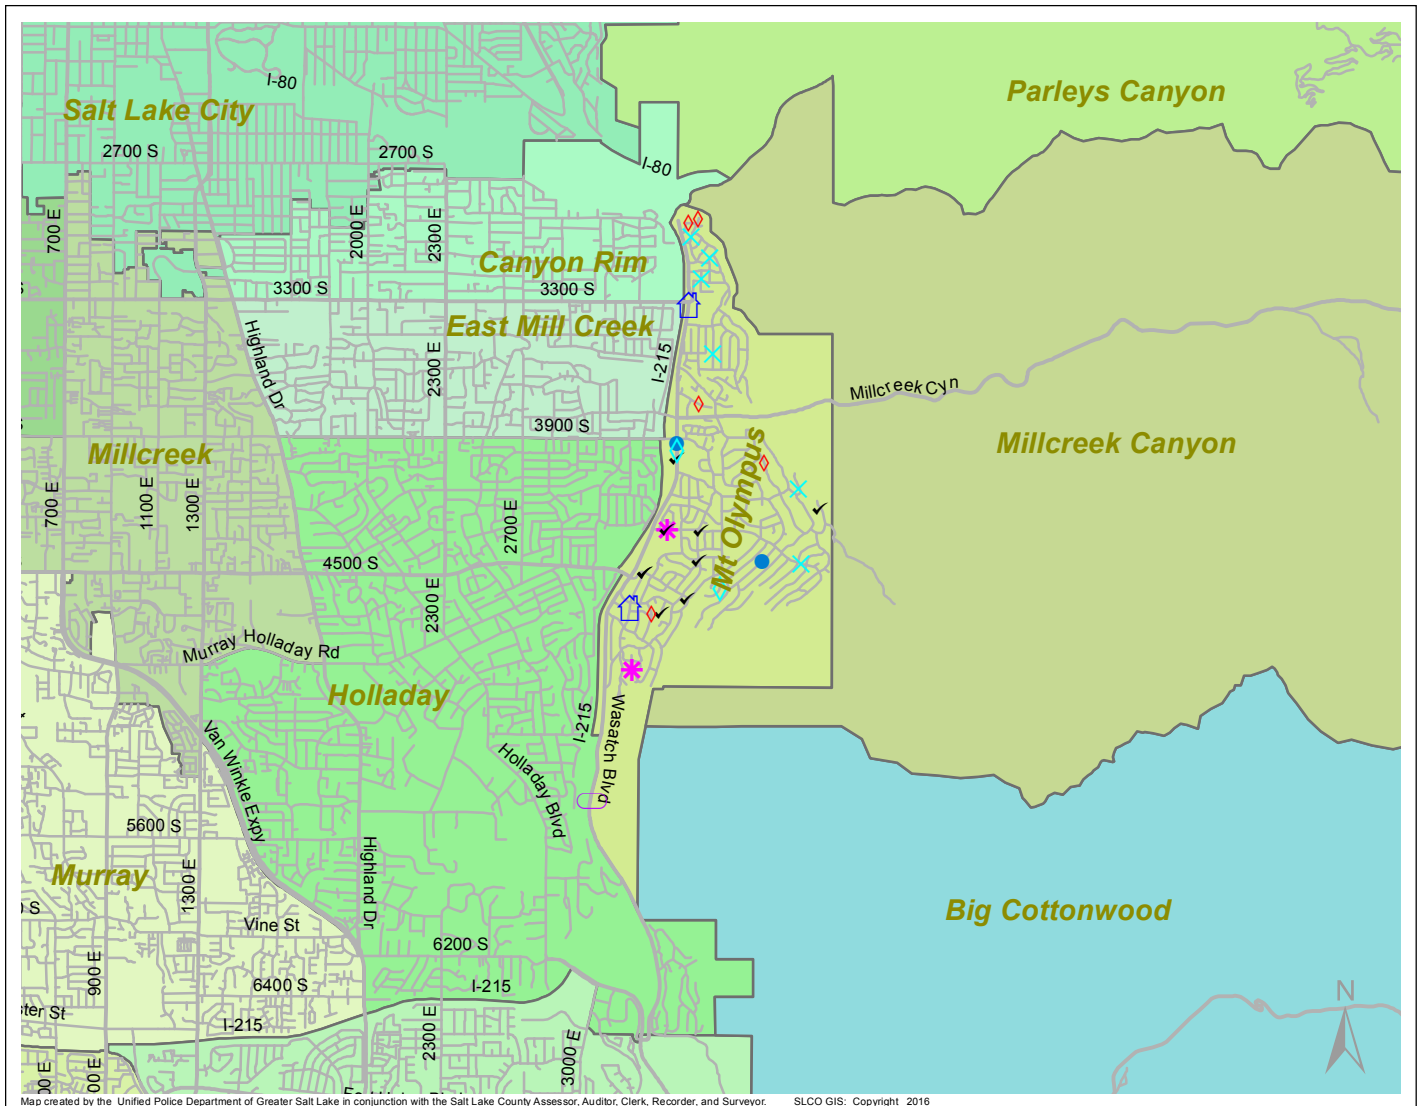 I-80
Parleys Canyon
Salt Lake City
2700 S
2700 S
I-80
700 E
2000 E
2300 E
Canyon Rim
3300 S
3300 S
East Mill Creek
Highland Dr
2300 E
I-215
Millcreek Cyn
3900 S
Millcreek
Mt Olympus
Millcreek Canyon
700 E
1100 E
1300 E
2700 E
4500 S
2300 E
Murray Holladay Rd
Holladay
I-215
Wasatch Blvd
Van Winkle Expy
Holladay Blvd
5600 S
Highland Dr
Murray
1300 E
Big Cottonwood
Vine St
6200 S
900 E
6400 S
I-215
N
ster St
I-215
2300 E
3000 E
Map created by the Unified Police Department of Greater Salt Lake in conjunction with the Salt Lake County Assessor, Auditor, Clerk, Recorder, and Surveyor. SLCO GIS: Copyright 2016